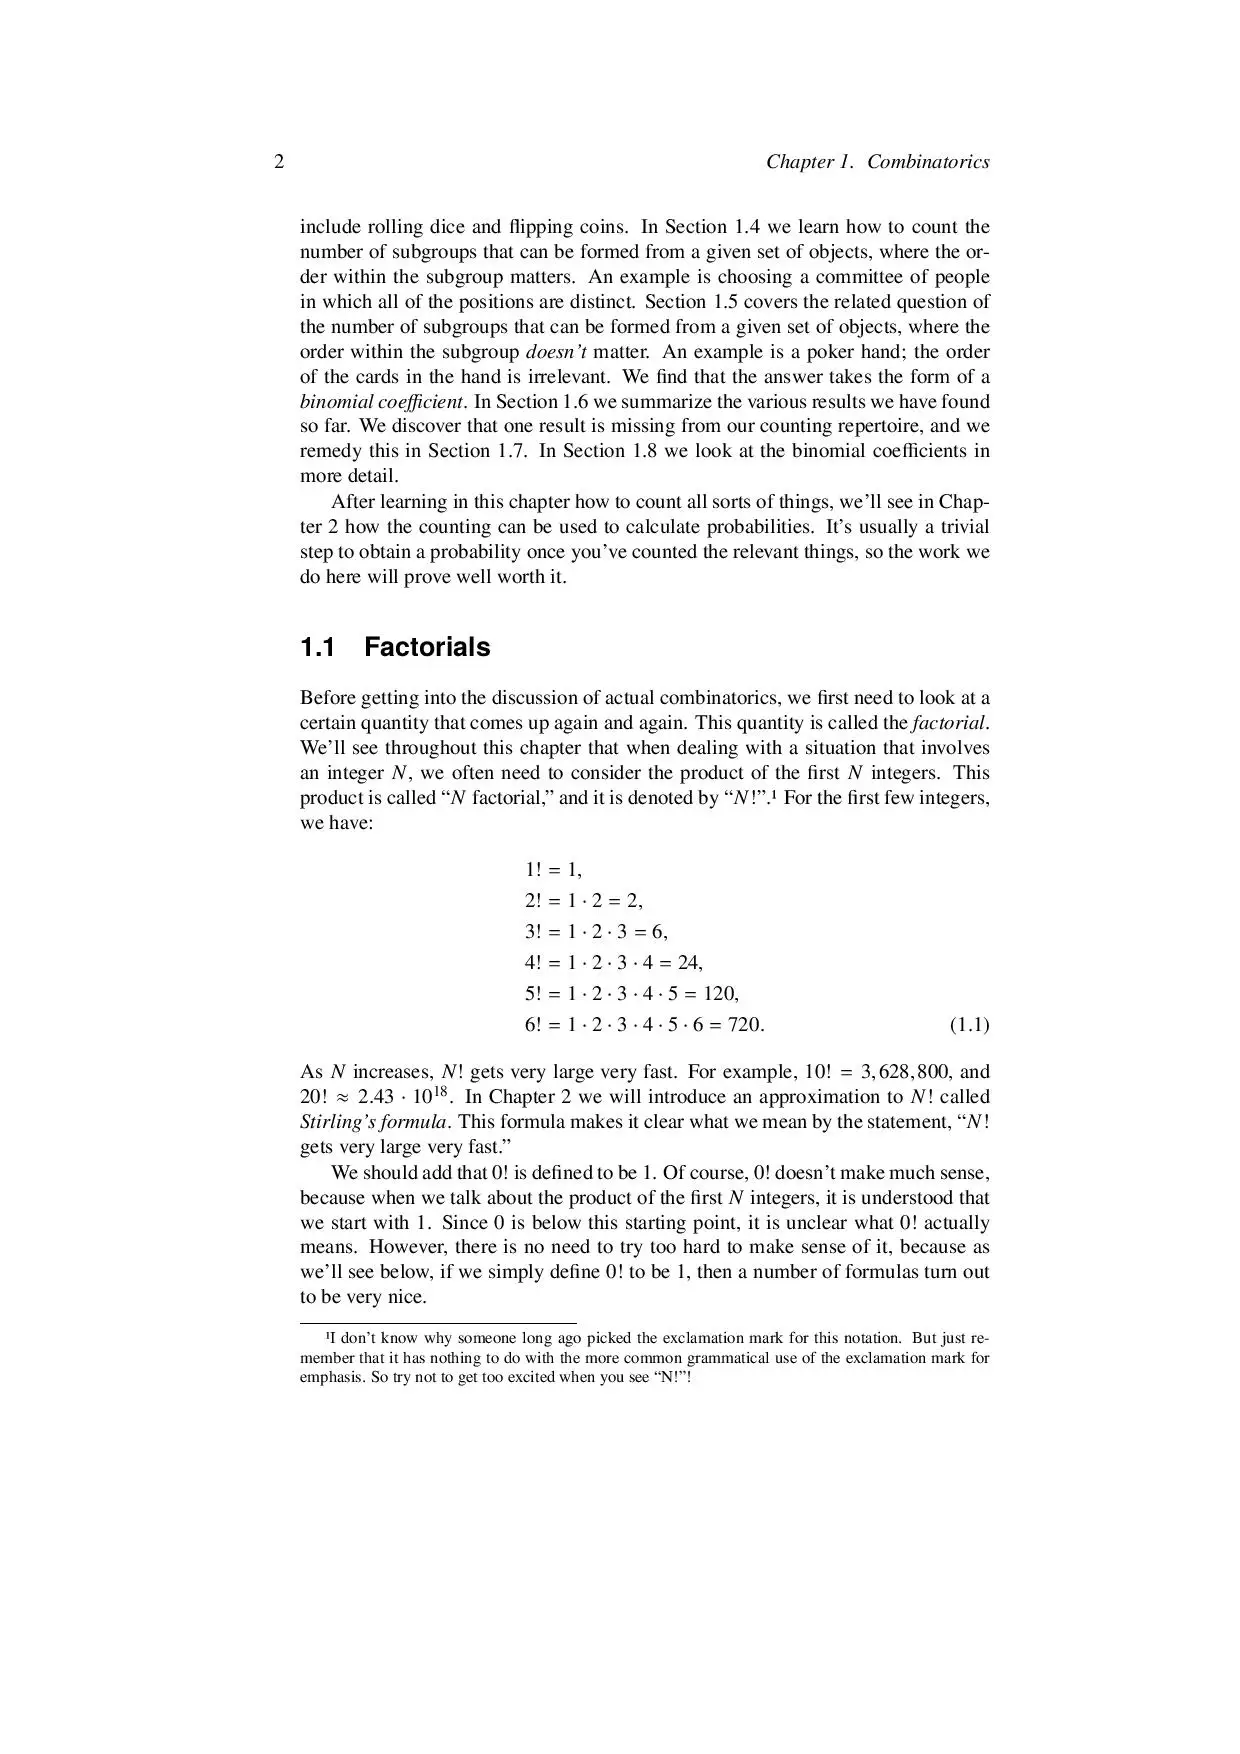 2 Chapter 1. Combinatorics
include rolling dice and flipping coins. In Section 1.4 we learn how to count the
number of subgroups that can be formed from a given set of objects, where the or-
der within the subgroup matters. An example is choosing a committee of people
in which all of the positions are distinct. Section 1.5 covers the related question of
the number of subgroups that can be formed from a given set of objects, where the
order within the subgroup doesn’t matter. An example is a poker hand; the order
of the cards in the hand is irrelevant. We find that the answer takes the form of a
binomial coefficient. In Section 1.6 we summarize the various results we have found
so far. We discover that one result is missing from our counting repertoire, and we
remedy this in Section 1.7. In Section 1.8 we look at the binomial coefficients in
more detail.
After learning in this chapter how to count all sorts of things, we’ll see in Chap-
ter 2 how the counting can be used to calculate probabilities. It’s usually a trivial
step to obtain a probability once you’ve counted the relevant things, so the work we
do here will prove well worth it.
1.1 Factorials
Before getting into the discussion of actual combinatorics, we first need to look at a
certain quantity that comes up again and again. This quantity is called the factorial.
We’ll see throughout this chapter that when dealing with a situation that involves
an integer N, we often need to consider the product of the first N integers. This
product is called “N factorial,” and it is denoted by “N!”.¹ For the first few integers,
we have:
1! = 1,
2! = 1 · 2 = 2,
3! = 1 · 2 · 3 = 6,
4! = 1 · 2 · 3 · 4 = 24,
5! = 1 · 2 · 3 · 4 · 5 = 120,
6! = 1 · 2 · 3 · 4 · 5 · 6 = 720. (1.1)
As N increases, N! gets very large very fast. For example, 10! = 3,628,800, and
20! ≈ 2.43 · 10¹⁸. In Chapter 2 we will introduce an approximation to N! called
Stirling’s formula. This formula makes it clear what we mean by the statement, “N!
gets very large very fast.”
We should add that 0! is defined to be 1. Of course, 0! doesn’t make much sense,
because when we talk about the product of the first N integers, it is understood that
we start with 1. Since 0 is below this starting point, it is unclear what 0! actually
means. However, there is no need to try too hard to make sense of it, because as
we’ll see below, if we simply define 0! to be 1, then a number of formulas turn out
to be very nice.
¹I don’t know why someone long ago picked the exclamation mark for this notation. But just re-
member that it has nothing to do with the more common grammatical use of the exclamation mark for
emphasis. So try not to get too excited when you see “N!”!